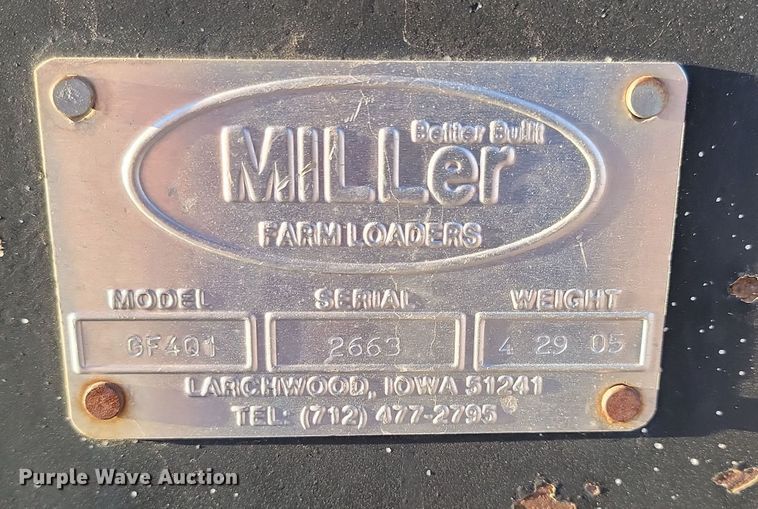 Better Built
MILLer
FARM LOADERS
MODEL SERIAL WEIGHT
GF4Q1 2663 4 29 05
LARCHWOOD, IOWA 51241
TEL: (712) 477-2795
Purple Wave Auction®